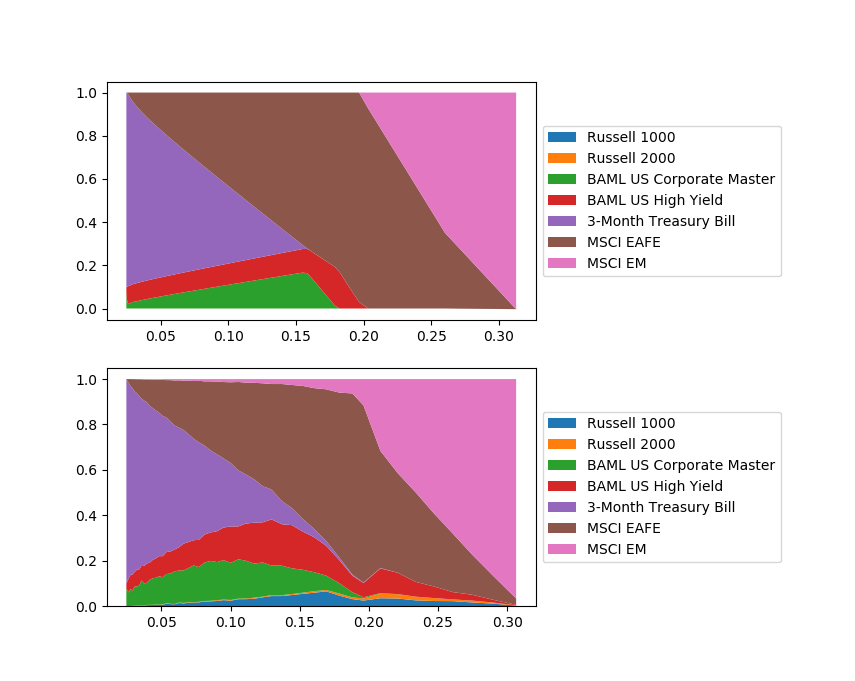 1.0
0.8
0.6
0.4
0.2
0.0
0.05 0.10 0.15 0.20 0.25 0.30
Russell 1000
Russell 2000
BAML US Corporate Master
BAML US High Yield
3-Month Treasury Bill
MSCI EAFE
MSCI EM
1.0
0.8
0.6
0.4
0.2
0.0
0.05 0.10 0.15 0.20 0.25 0.30
Russell 1000
Russell 2000
BAML US Corporate Master
BAML US High Yield
3-Month Treasury Bill
MSCI EAFE
MSCI EM